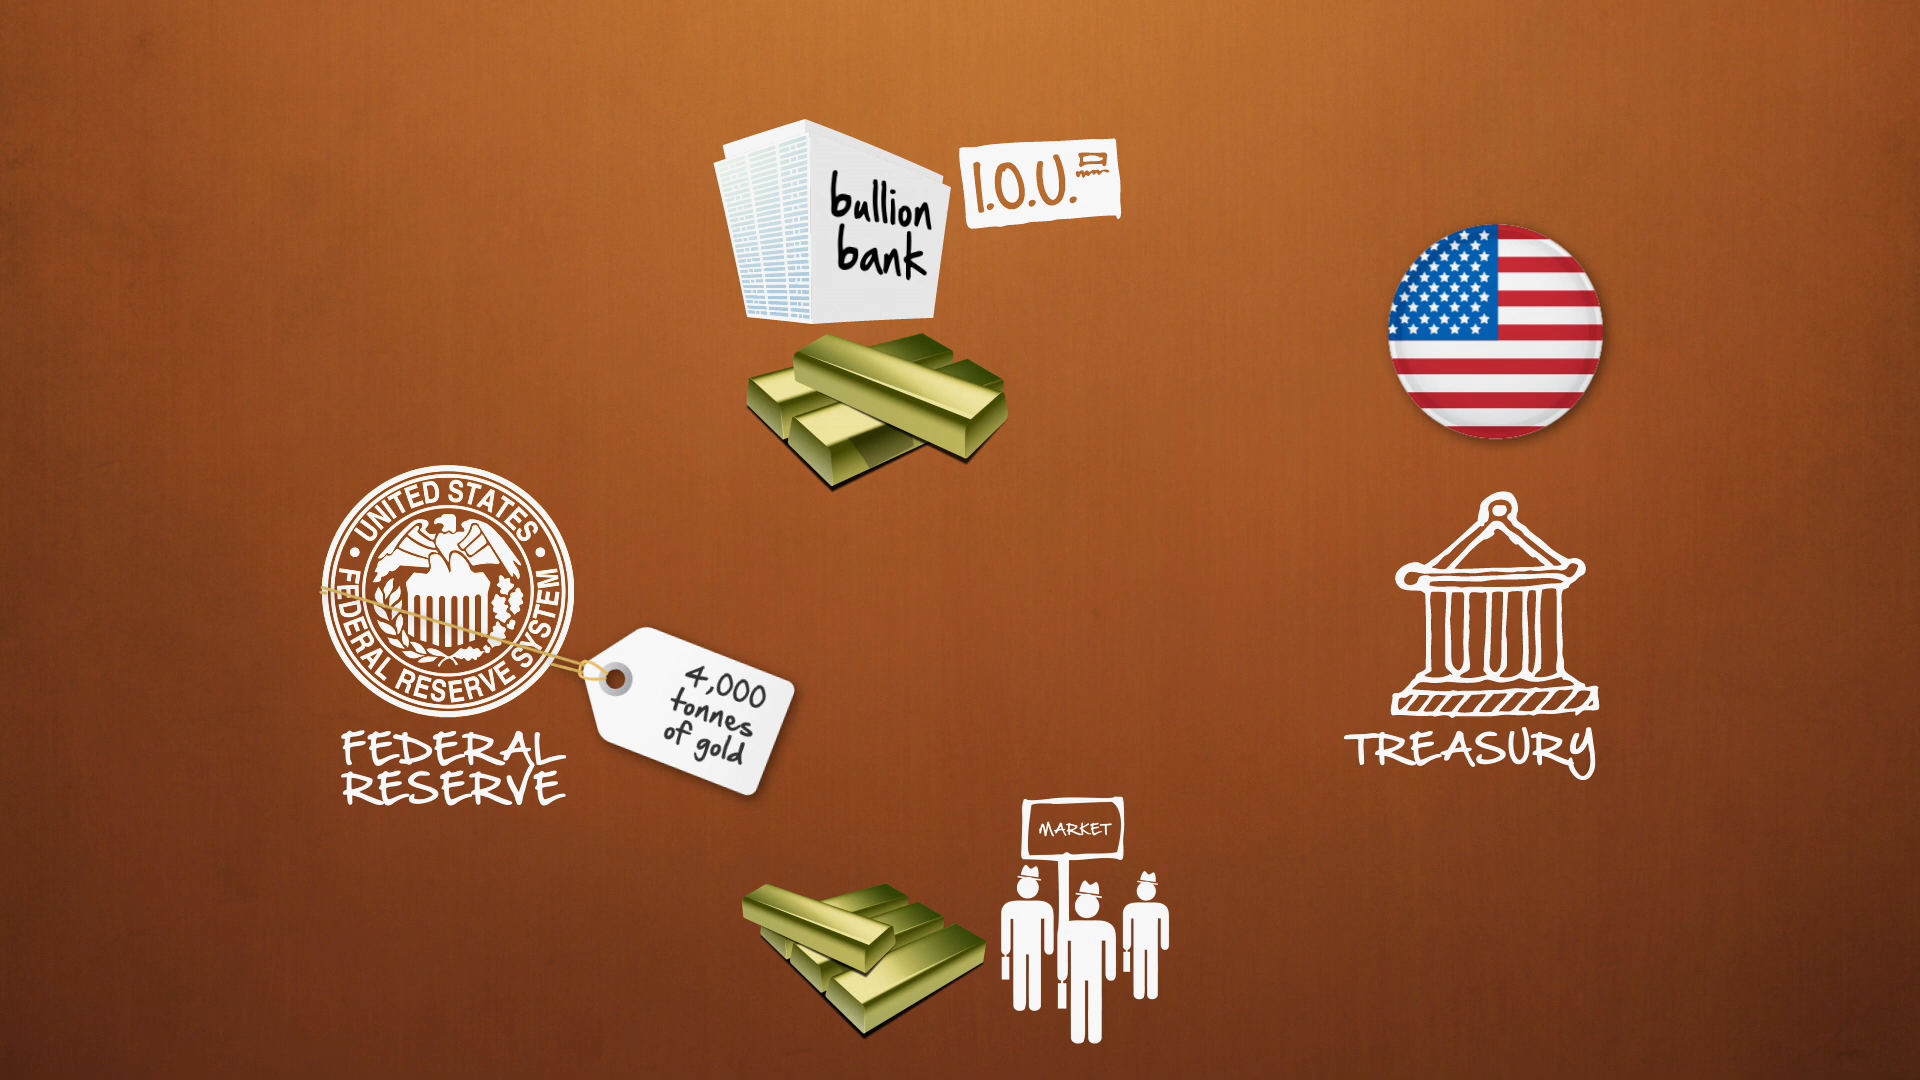 bullion
bank
I.O.U.
UNITED STATES
FEDERAL RESERVE SYSTEM
FEDERAL
RESERVE
4,000
tonnes
of gold
TREASURY
MARKET